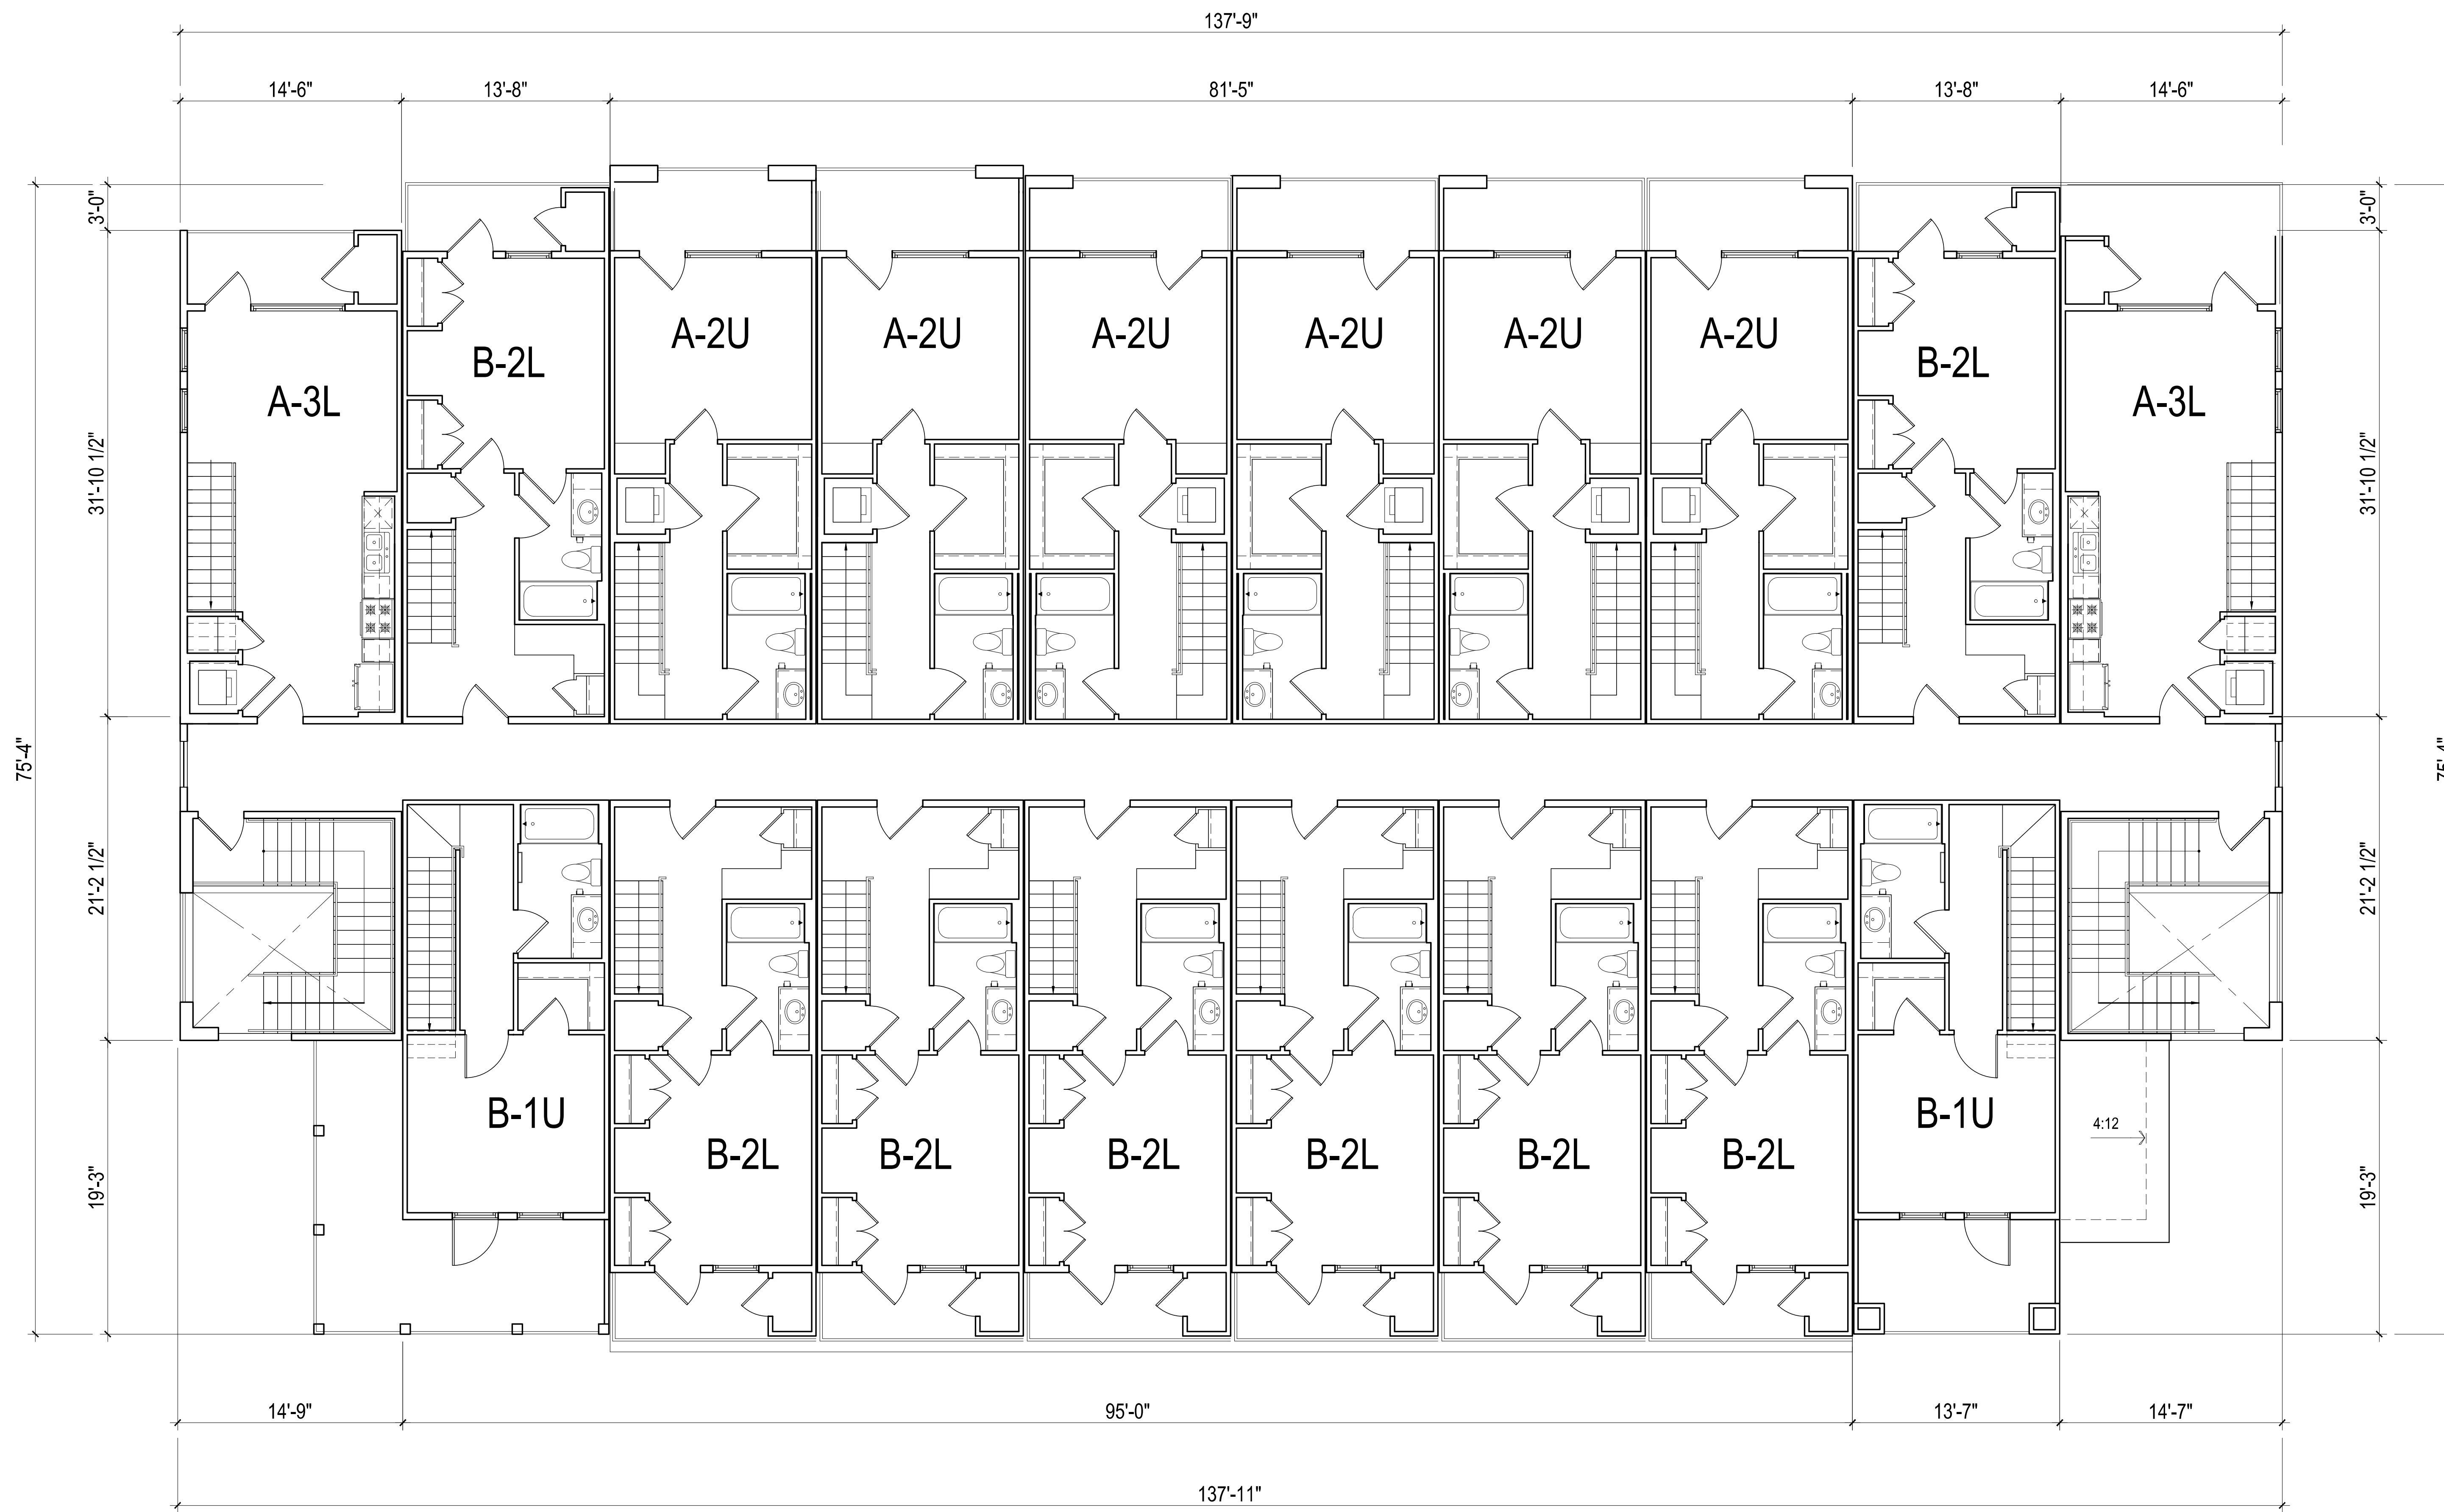 137'-9"
14'-6" 13'-8" 81'-5" 13'-8" 14'-6"
3'-0" 3'-0"
A-3L B-2L A-2U A-2U A-2U A-2U A-2U A-2U B-2L A-3L
31'-10 1/2" 31'-10 1/2"
75'-4" 75'-4"
21'-2 1/2" 21'-2 1/2"
B-1U B-2L B-2L B-2L B-2L B-2L B-2L B-1U
4:12
19'-3" 19'-3"
14'-9" 95'-0" 13'-7" 14'-7"
137'-11"